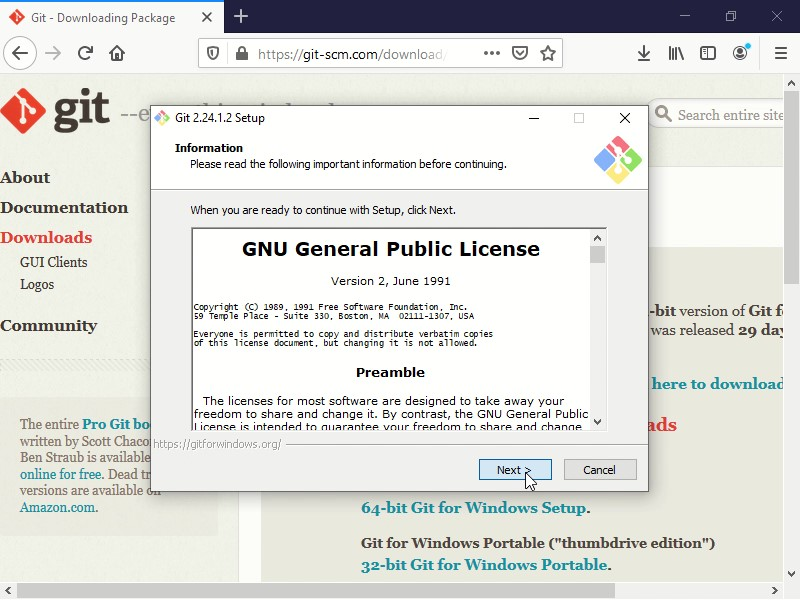 Git - Downloading Package
https://git-scm.com/download/
git
Search entire site
About
Documentation
Downloads
GUI Clients
Logos
Community
The entire Pro Git
written by Scott
Ben Straub is available
online for free. Dead
versions are available
Amazon.com.
Git 2.24.1.2 Setup
Information
Please read the following important information before continuing.
When you are ready to continue with Setup, click Next.
GNU General Public License
Version 2, June 1991
Copyright (C) 1989, 1991 Free Software Foundation, Inc.
59 Temple Place - Suite 330, Boston, MA 02111-1307, USA
Everyone is permitted to copy and distribute verbatim copies
of this license document, but changing it is not allowed.
Preamble
The licenses for most software are designed to take away your
freedom to share and change it. By contrast, the GNU General Public
License is intended to guarantee your freedom to share and change
https://gitforwindows.org/
Next >
Cancel
-bit version of Git
was released 29
here to download
64-bit Git for Windows Setup.
Git for Windows Portable ("thumbdrive edition")
32-bit Git for Windows Portable.